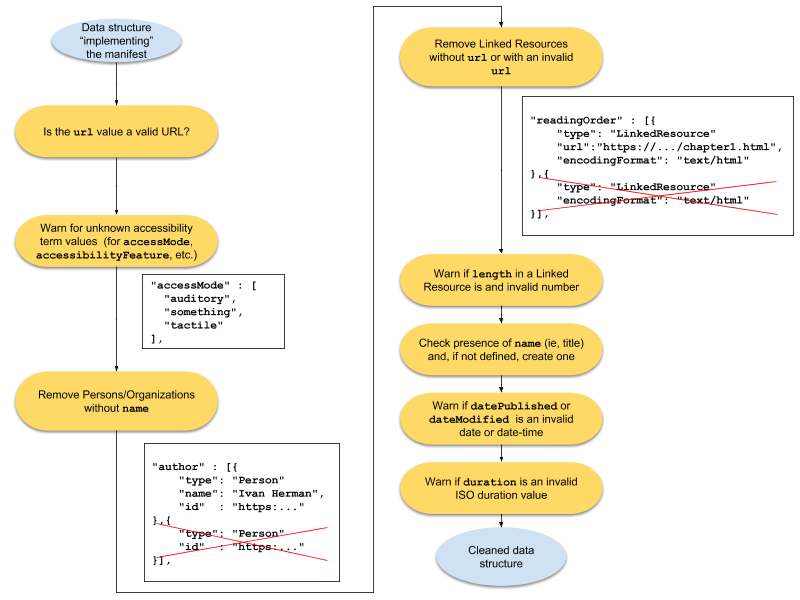 Data structure
“implementing”
the manifest
Is the url value a valid URL?
Warn for unknown accessibility
term values (for accessMode,
accessibilityFeature, etc.)
"accessMode" : [
"auditory",
"something",
"tactile"
],
Remove Persons/Organizations
without name
"author" : [{
"type": "Person"
"name": "Ivan Herman",
"id" : "https:..."
},{
"type": "Person"
"id" : "https:..."
}],
Remove Linked Resources
without url or with an invalid
url
"readingOrder" : [{
"type": "LinkedResource"
"url":"https://.../chapter1.html",
"encodingFormat": "text/html"
},{
"type": "LinkedResource"
"encodingFormat": "text/html"
}],
Warn if length in a Linked
Resource is and invalid number
Check presence of name (ie, title)
and, if not defined, create one
Warn if datePublished or
dateModified is an invalid
date or date-time
Warn if duration is an invalid
ISO duration value
Cleaned data
structure